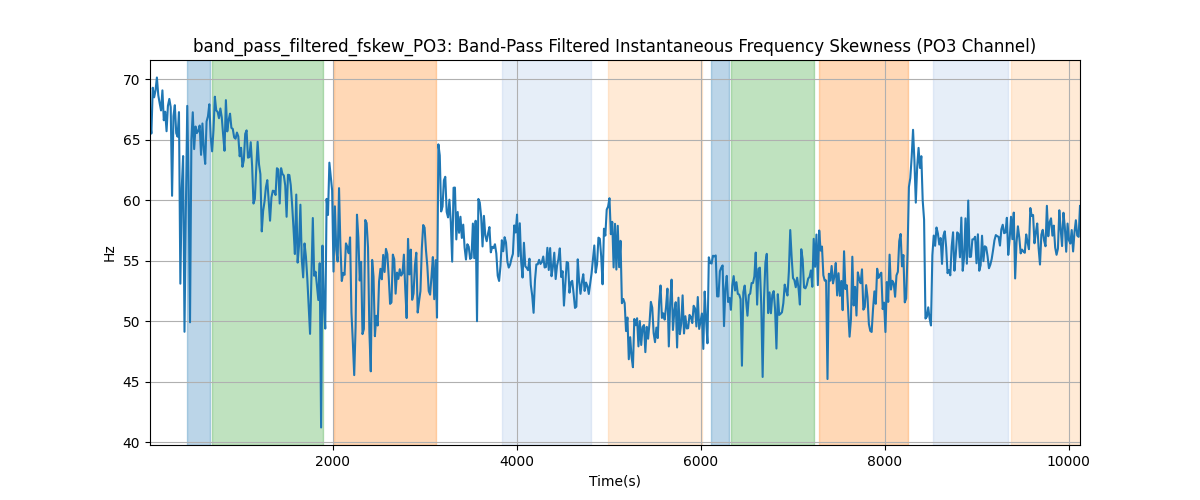 band_pass_filtered_fskew_PO3: Band-Pass Filtered Instantaneous Frequency Skewness (PO3 Channel)
70
65
60
55
50
45
40
Hz
2000 4000 6000 8000 10000
Time(s)